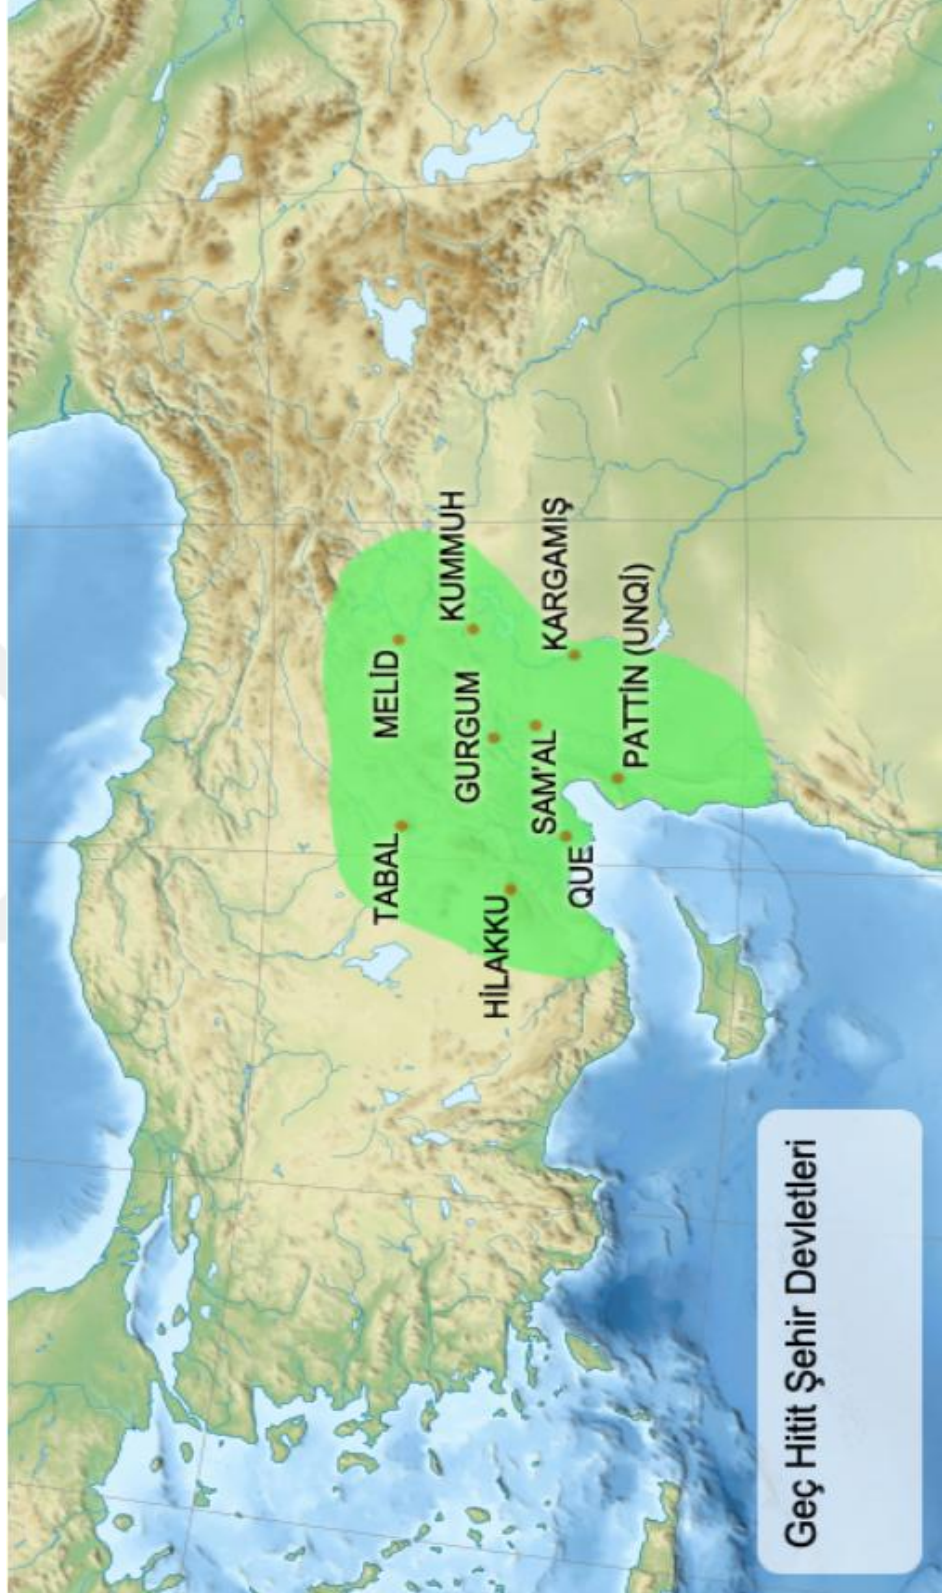 MELİD
KUMMUH
TABAL
GURGUM
KARGAMIŞ
HİLAKKU
SAM'AL
QUE
PATTİN (UNQİ)
Geç Hitit Şehir Devletleri